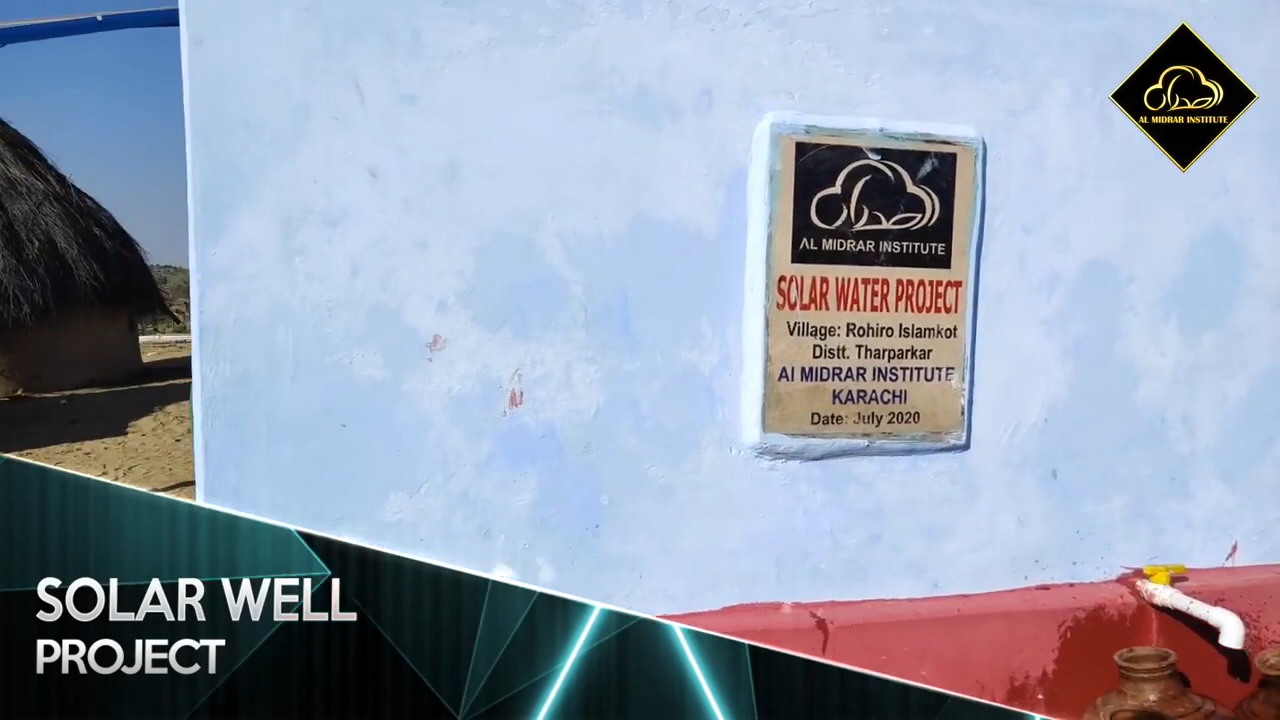 AL MIDRAR INSTITUTE
AL MIDRAR INSTITUTE
SOLAR WATER PROJECT
Village: Rohiro Islamkot
Distt. Tharparkar
Al MIDRAR INSTITUTE
KARACHI
Date: July 2020
SOLAR WELL
PROJECT